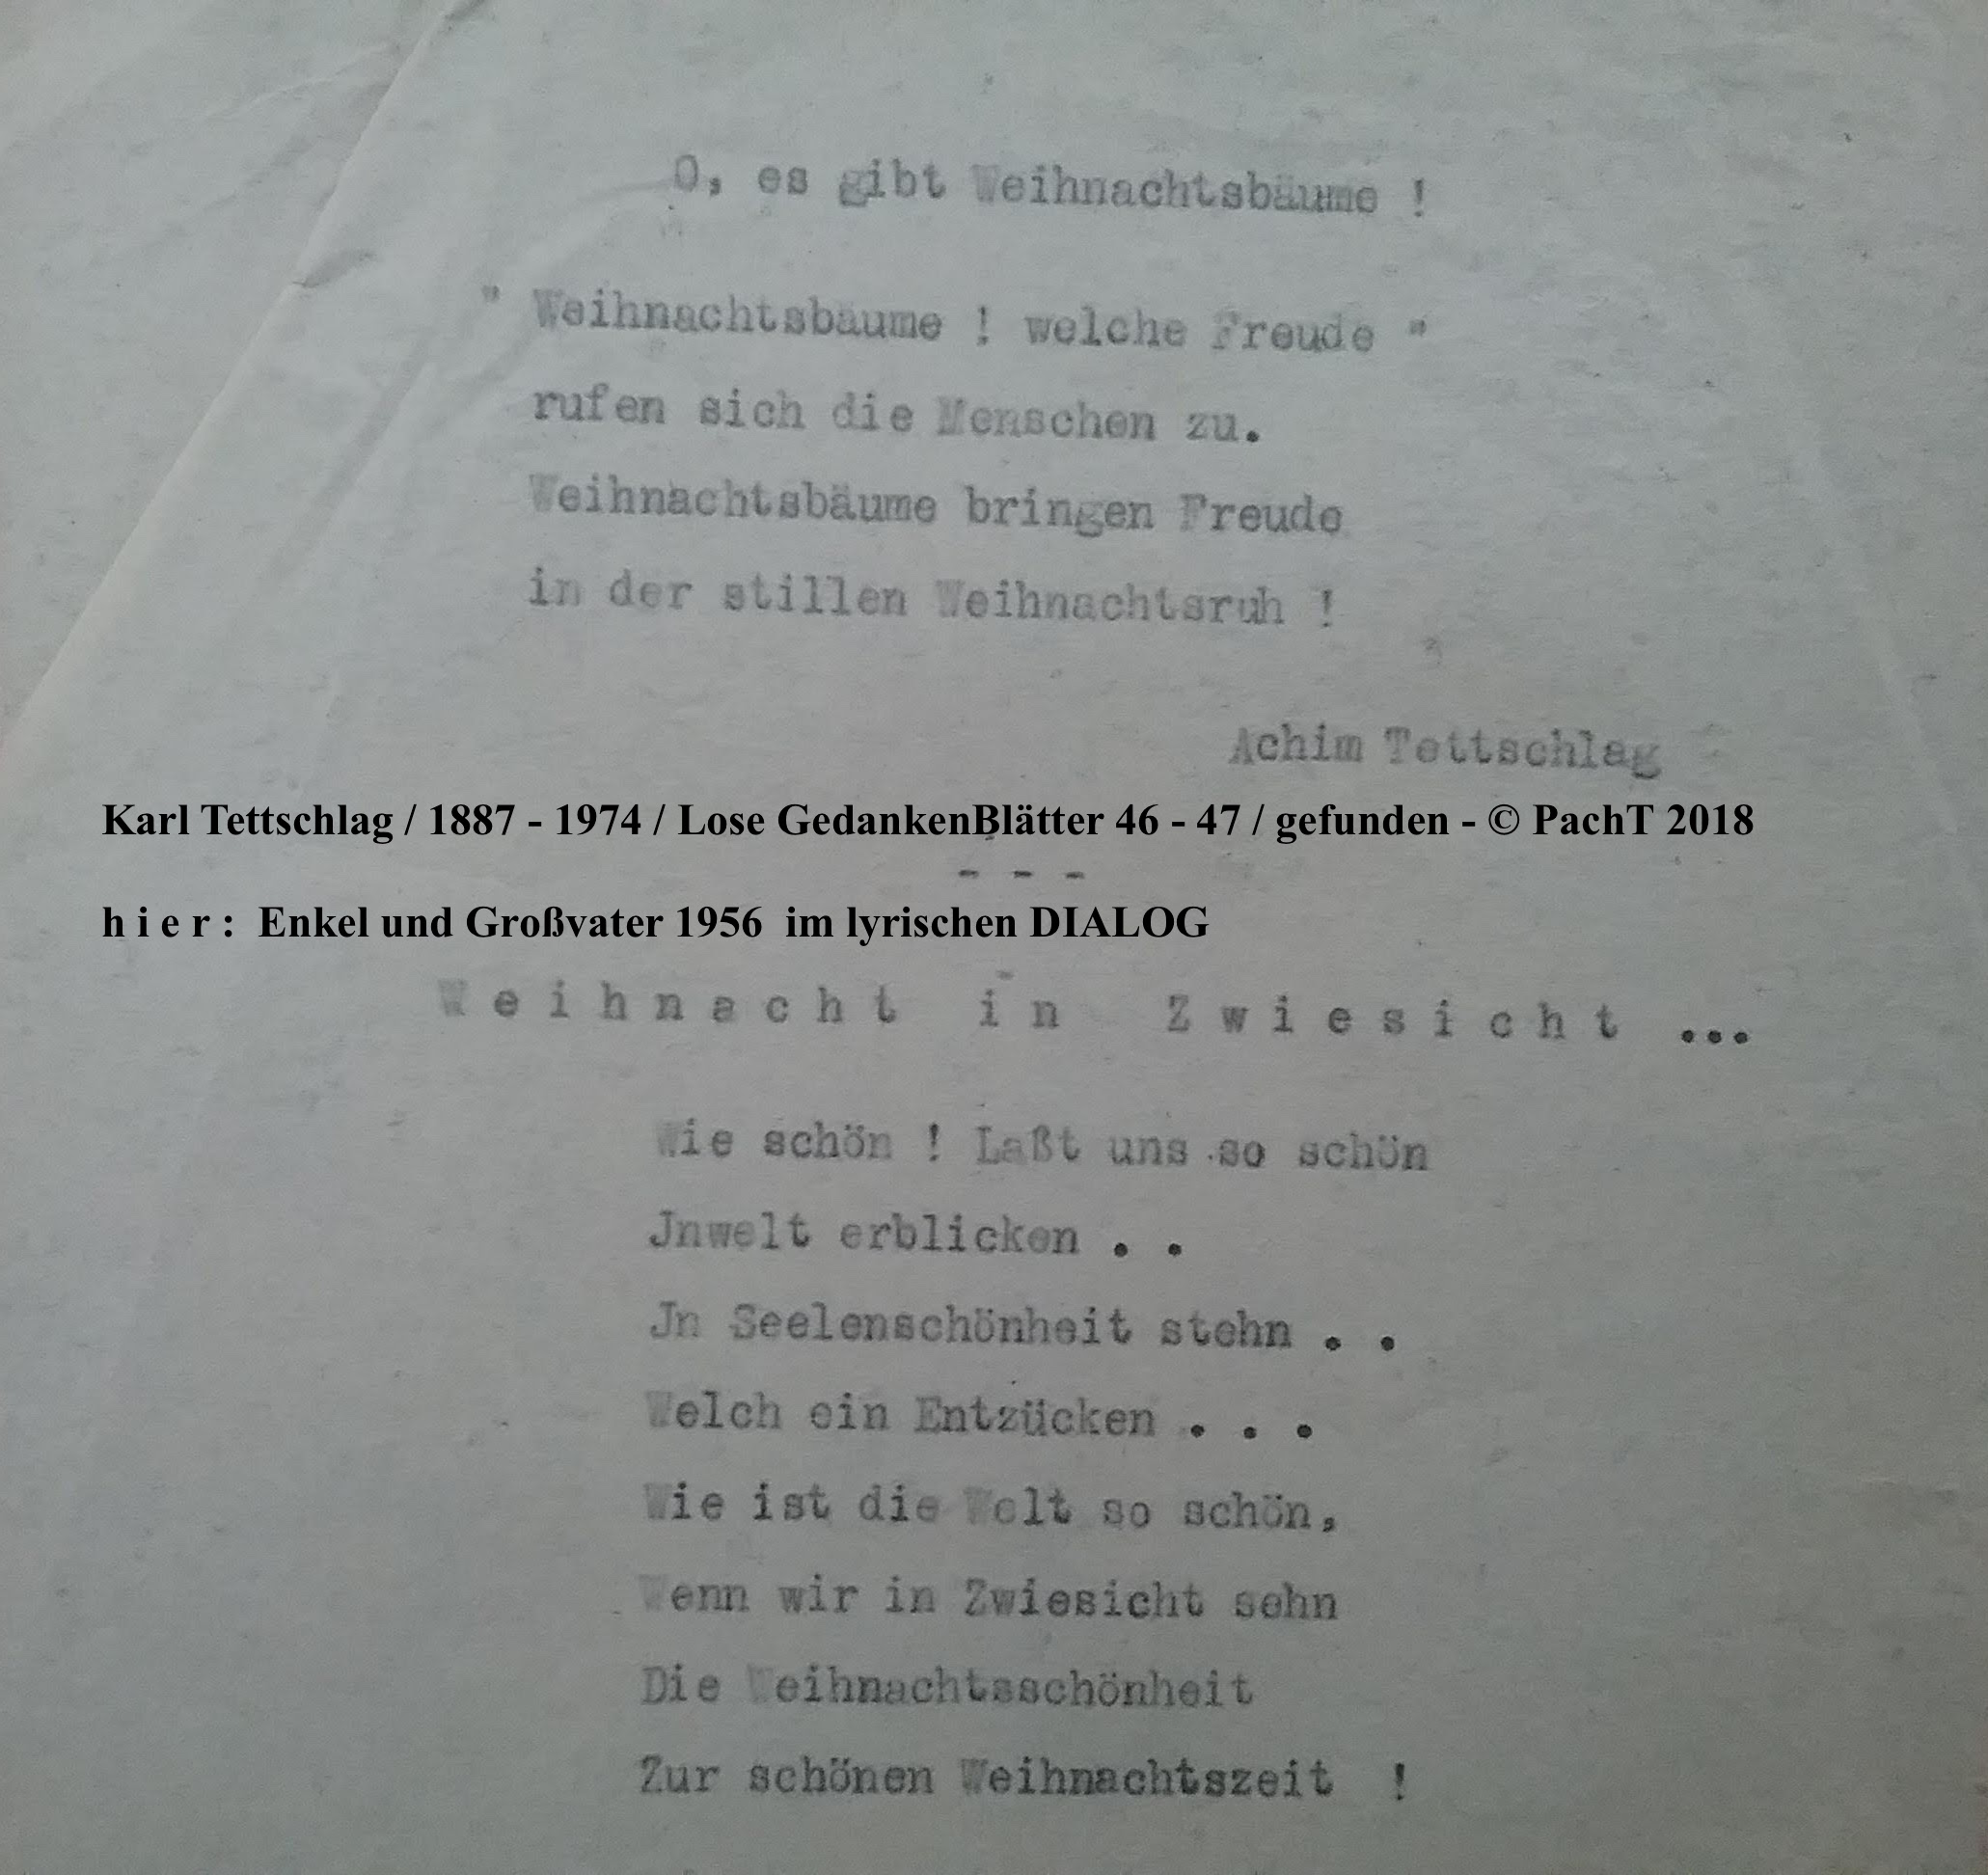 O, es gibt Weihnachtsbäume !
" Weihnachtsbäume ! welche Freude "
rufen sich die Menschen zu.
Weihnachtsbäume bringen Freude
in der stillen Weihnachtsruh !
Achim Tettschlag
Karl Tettschlag / 1887 - 1974 / Lose GedankenBlätter 46 - 47 / gefunden - © PachT 2018
- - -
h i e r :  Enkel und Großvater 1956  im lyrischen DIALOG
W e i h n a c h t  i n  Z w i e s i c h t ...
Wie schön ! Laßt uns so schön
Jnwelt erblicken . .
Jn Seelenschönheit stehn . .
Welch ein Entzücken . . .
Wie ist die Welt so schön,
Wenn wir in Zwiesicht sehn
Die Weihnachtsschönheit
Zur schönen Weihnachtszeit !